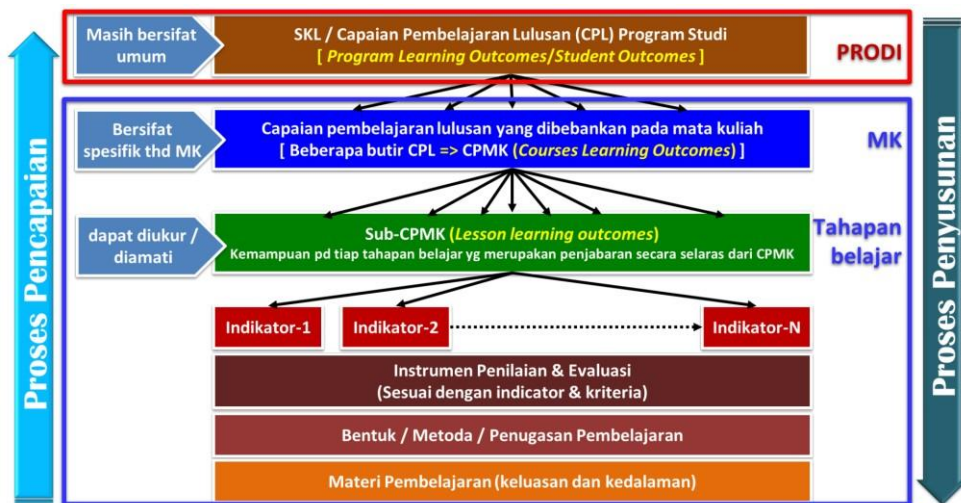 Masih bersifat
umum
SKL / Capaian Pembelajaran Lulusan (CPL) Program Studi
[ Program Learning Outcomes/Student Outcomes ]
PRODI
Bersifat
spesifik thd MK
Capaian pembelajaran lulusan yang dibebankan pada mata kuliah
[ Beberapa butir CPL => CPMK (Courses Learning Outcomes) ]
MK
dapat diukur /
diamati
Sub-CPMK (Lesson learning outcomes)
Kemampuan pd tiap tahapan belajar yg merupakan penjabaran secara selaras dari CPMK
Tahapan
belajar
Indikator-1
Indikator-2
Indikator-N
Instrumen Penilaian & Evaluasi
(Sesuai dengan indicator & kriteria)
Bentuk / Metoda / Penugasan Pembelajaran
Materi Pembelajaran (keluasan dan kedalaman)
Proses Pencapaian
Proses Penyusunan